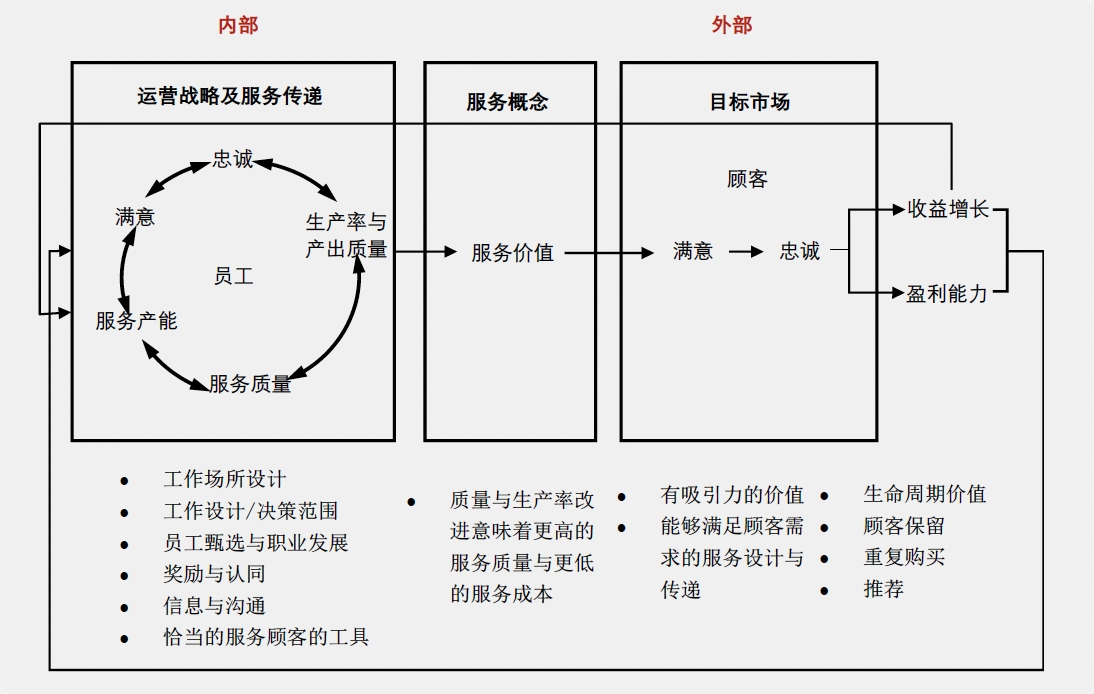 内部
外部
运营战略及服务传递
服务概念
目标市场
忠诚
满意
生产率与
产出质量
员工
服务产能
服务质量
服务价值
顾客
满意
忠诚
收益增长
盈利能力
● 工作场所设计
● 工作设计/决策范围
● 员工甄选与职业发展
● 奖励与认同
● 信息与沟通
● 恰当的服务顾客的工具
● 质量与生产率改
进意味着更高的
服务质量与更低
的服务成本
● 有吸引力的价值
● 能够满足顾客需
求的服务设计与
传递
● 生命周期价值
● 顾客保留
● 重复购买
● 推荐